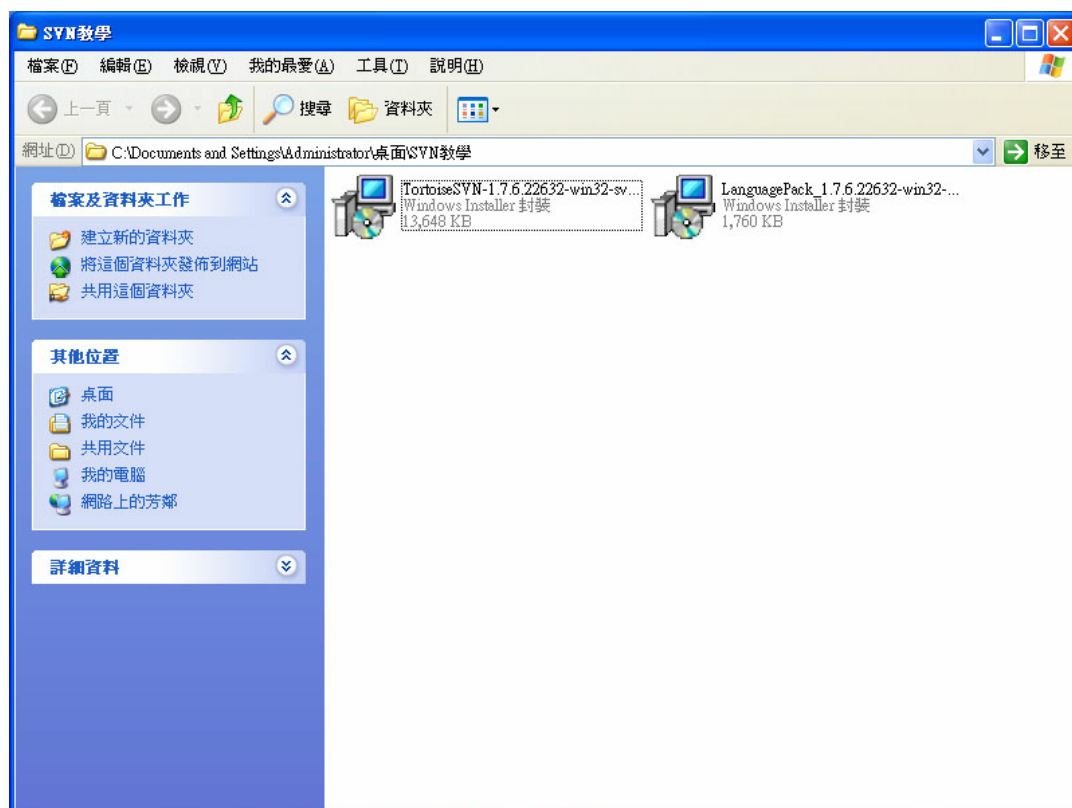 SVN教學
檔案(F) 編輯(E) 檢視(V) 我的最愛(A) 工具(T) 說明(H)
上一頁 搜尋 資料夾
網址(D) C:\Documents and Settings\Administrator\桌面\SVN教學 移至
檔案及資料夾工作
建立新的資料夾
將這個資料夾發佈到網站
共用這個資料夾
其他位置
桌面
我的文件
共用文件
我的電腦
網路上的芳鄰
詳細資料
TortoiseSVN-1.7.6.22632-win32-sv...
Windows Installer 封裝
13,648 KB
LanguagePack_1.7.6.22632-win32-...
Windows Installer 封裝
1,760 KB